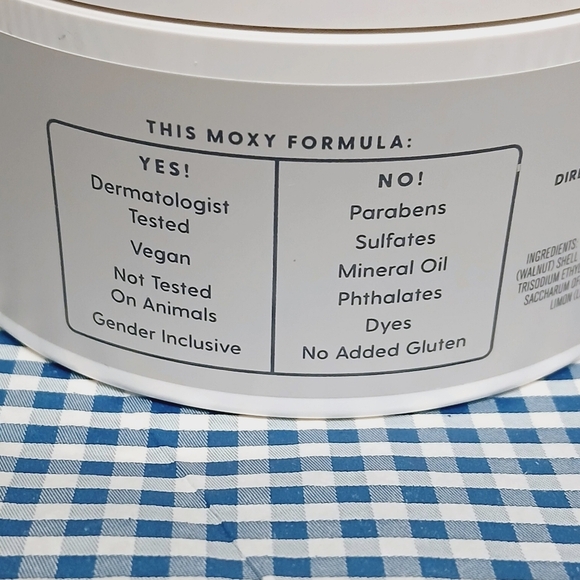 THIS MOXY FORMULA:
YES!
Dermatologist
Tested
Vegan
Not Tested
On Animals
Gender Inclusive
NO!
Parabens
Sulfates
Mineral Oil
Phthalates
Dyes
No Added Gluten
INGREDIENTS
(WALNUT) SHELL
TRISODIUM ETHY
SACCHARUM OF
LIMON